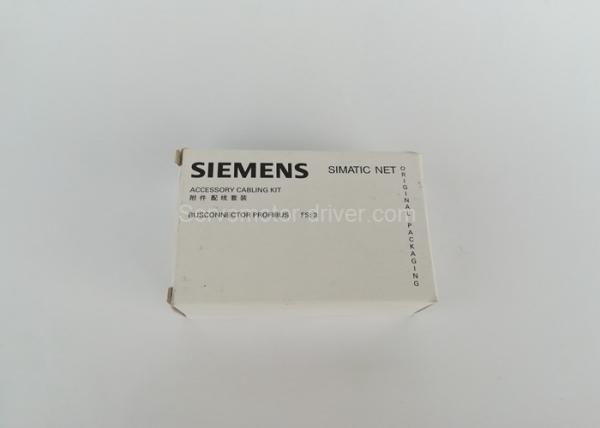 SIEMENS
SIMATIC NET
ACCESSORY CABLING KIT
附件 配线套装
BUSCONNECTOR PROFIBUS
Servomotor-driver.com
ORIGINAL PACKAGING